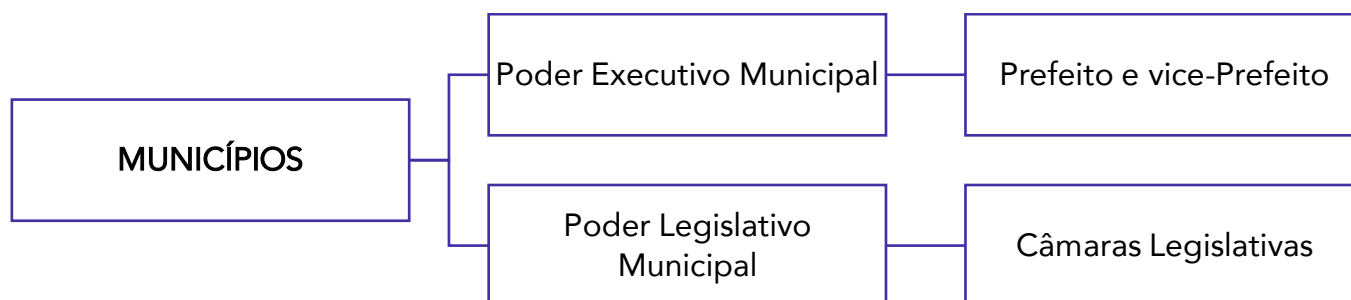 MUNICÍPIOS
Poder Executivo Municipal
Prefeito e vice-Prefeito
Poder Legislativo
Municipal
Câmaras Legislativas